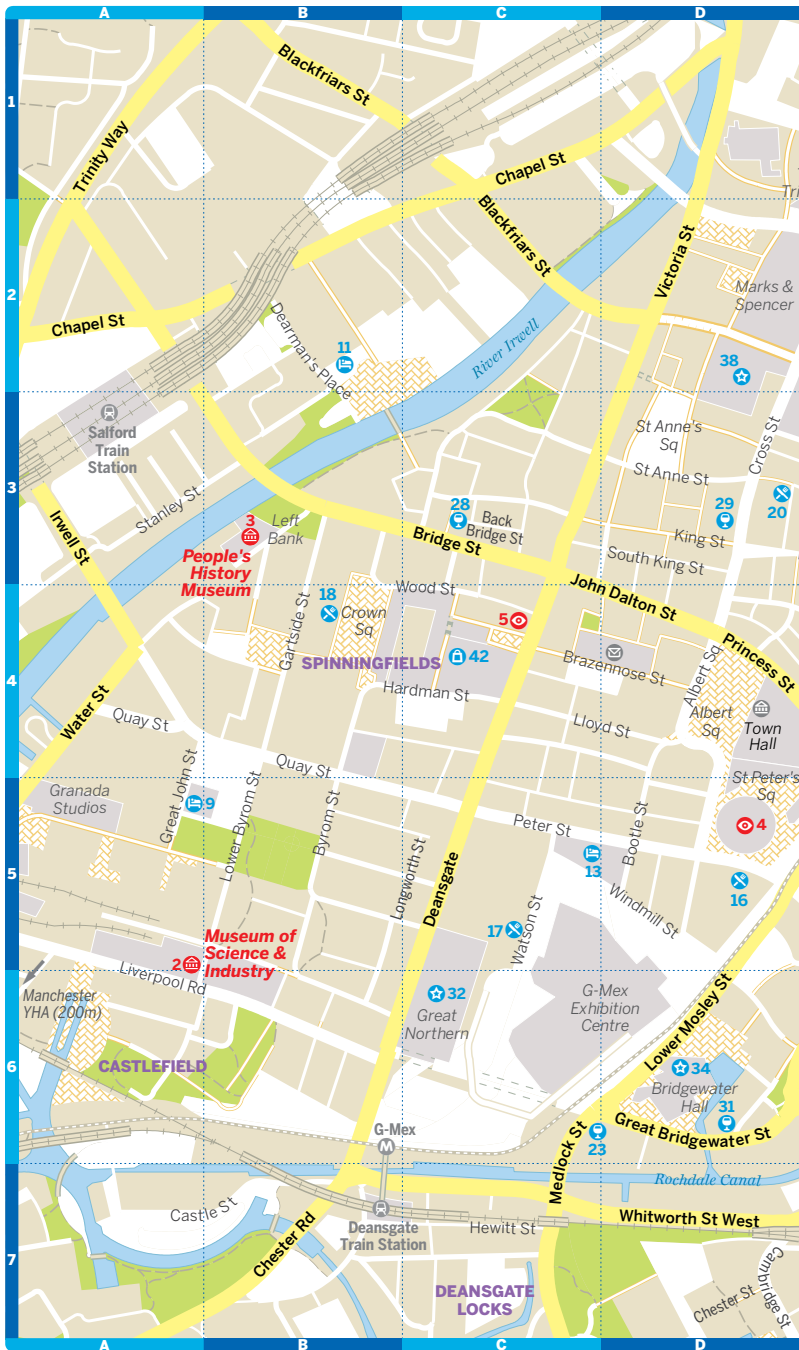 A
B
C
D
1
Blackfriars St
Trinity Way
Chapel St
Tri
Blackfriars St
2
Victoria St
Marks &
Spencer
Chapel St
Dearman's Place
River Irwell
11
38
Salford
Train
Station
St Anne's
Sq
Cross St
St Anne St
3
Stanley St
Irwell St
3
Left
Bank
28
Back
Bridge St
Bridge St
29
20
King St
South King St
People's
History
Museum
Wood St
John Dalton St
18
Crown
Sq
5
Gartside St
Princess St
SPINNINGFIELDS
42
Brazennose St
Albert Sq
4
Hardman St
Water St
Quay St
Lloyd St
Albert
Sq
Town
Hall
Great John St
Quay St
St Peter's
Sq
Granada
Studios
9
Lower Byrom St
Byrom St
Peter St
Bootle St
4
5
Longworth St
Deansgate
13
16
Windmill St
17
Watson St
Museum of
Science &
Industry
2
Liverpool Rd
Manchester
YHA (200m)
32
Great
Northern
G-Mex
Exhibition
Centre
Lower Mosley St
6
CASTLEFIELD
34
Bridgewater
Hall
31
G-Mex
M
23
Great Bridgewater St
Medlock St
Rochdale Canal
Castle St
Deansgate
Train Station
Hewitt St
Whitworth St West
Chester Rd
7
DEANSGATE
LOCKS
Chester St
Cambridge St
A
B
C
D